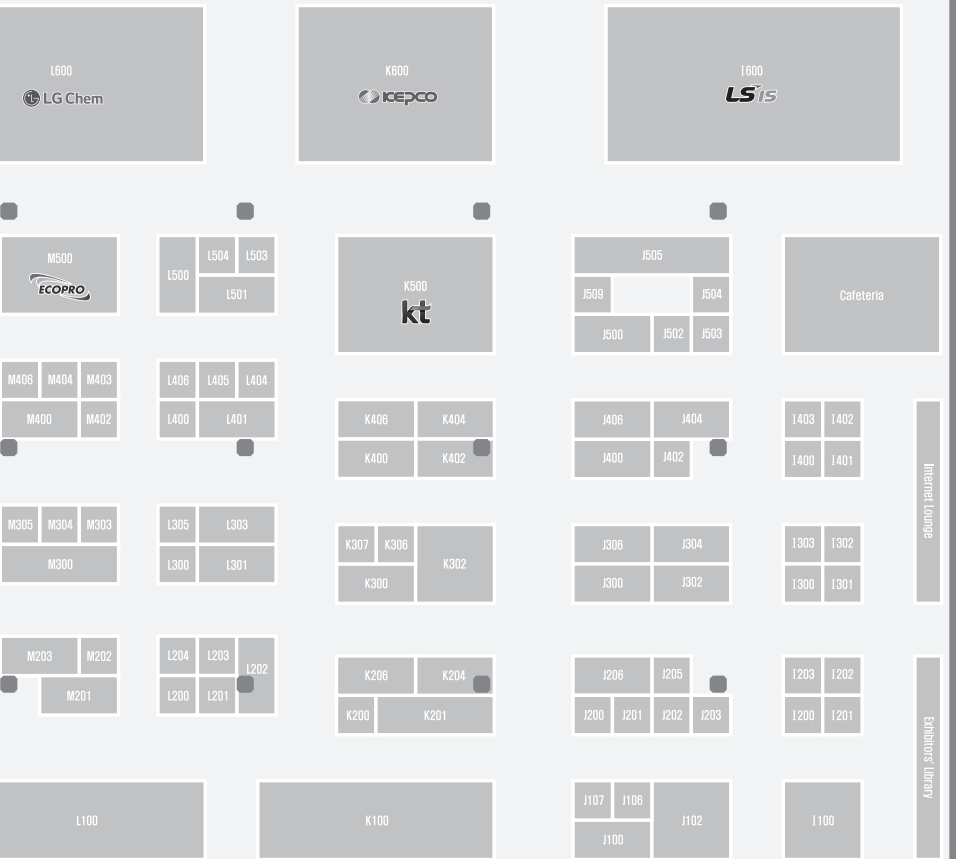 L600
LG Chem
K600
KEPCO
I600
LSis
M500
ECOPRO
L500
L504
L503
L501
K500
kt
J505
J509
J504
J500
J502
J503
Cafeteria
M406
M404
M403
M400
M402
L406
L405
L404
L400
L401
K406
K404
K400
K402
J406
J404
J400
J402
I403
I402
I400
I401
Internet Lounge
M305
M304
M303
M300
L305
L303
L300
L301
K307
K306
K302
K300
J306
J304
J300
J302
I303
I302
I300
I301
M203
M202
M201
L204
L203
L202
L200
L201
K206
K204
K200
K201
J206
J205
J200
J201
J202
J203
I203
I202
I200
I201
Exhibitors' Library
L100
K100
J107
J106
J102
J100
I100